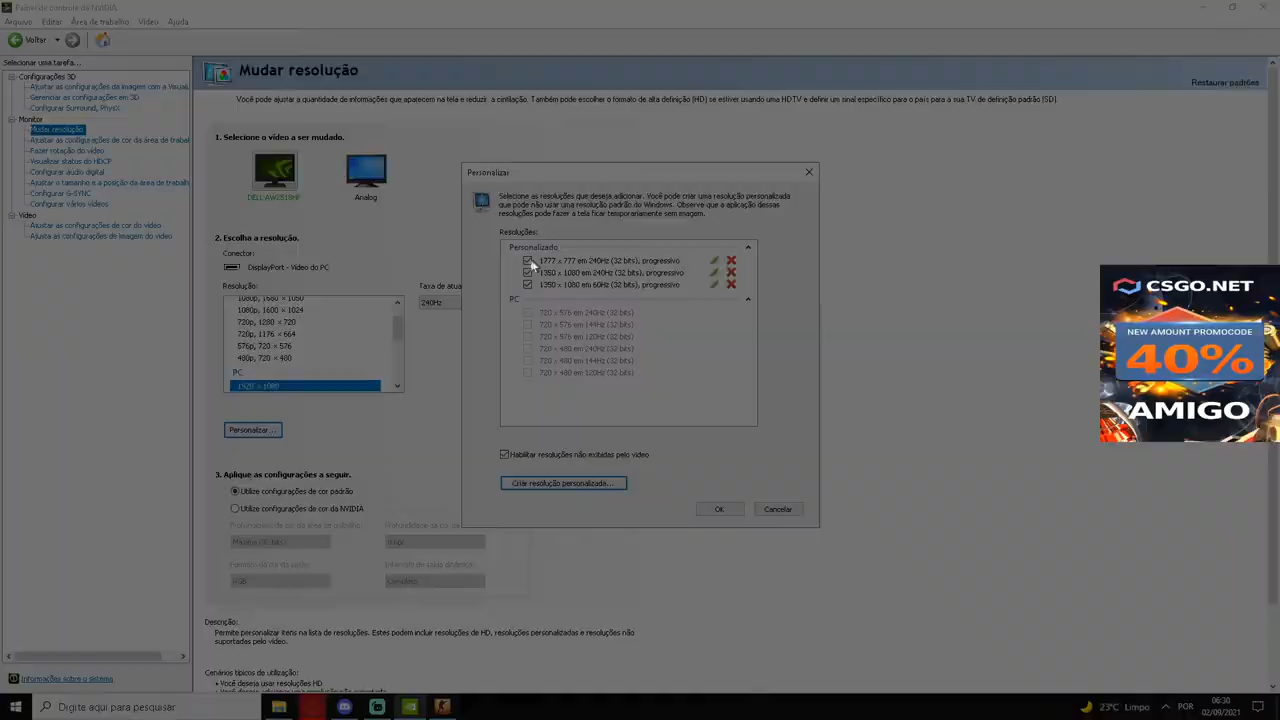 Painel de controle da NVIDIA
Arquivo Editar Área de trabalho Vídeo Ajuda
Voltar
Selecionar uma tarefa...
Configurações 3D
Ajustar as configurações da imagem com a Visual
Gerenciar as configurações em 3D
Configurar Surround, PhysX
Monitor
Mudar resolução
Ajustar as configurações de cor da área de trabal
Fazer rotação do vídeo
Visualizar status do HDCP
Configurar áudio digital
Ajustar o tamanho e a posição da área de trabalh
Configurar G-SYNC
Configurar vários vídeos
Vídeo
Ajustar as configurações de cor do vídeo
Ajusta as configurações de imagem do vídeo
Informações sobre o sistema
Mudar resolução
Restaurar padrões
Você pode ajustar a quantidade de informações que aparecem na tela e reduzir a cintilação. Também pode escolher o formato de alta definição [HD] se estiver usando uma HDTV e definir um sinal específico para o país para a sua TV de definição padrão [SD].
1. Selecione o vídeo a ser mudado.
DELL AW2518HF
Analog
2. Escolha a resolução.
Conector:
DisplayPort - Vídeo do PC
Resolução:
Taxa de atua
240Hz
1080p, 1680 × 1050
1080p, 1600 × 1024
720p, 1280 × 720
720p, 1176 × 664
576p, 720 × 576
480p, 720 × 480
PC
1920 × 1080
Personalizar...
3. Aplique as configurações a seguir.
Utilize configurações de cor padrão
Utilize configurações de cor da NVIDIA
Profundidade de cor da área de trabalho:
Formato de cor da saída:
RGB
Completo
Descrição:
Permite personalizar itens na lista de resoluções. Estes podem incluir resoluções de HD, resoluções personalizadas e resoluções
não suportadas pelo vídeo.
Cenários típicos de utilização:
• Você deseja usar resoluções HD
Personalizar
Selecione as resoluções que deseja adicionar. Você pode criar uma resolução personalizada
que pode não usar uma resolução padrão do Windows. Observe que a aplicação dessas
resoluções pode fazer a tela ficar temporariamente sem imagem.
Resoluções:
Personalizado
1777 x 777 em 240Hz (32 bits), progressivo
1350 x 1080 em 240Hz (32 bits), progressivo
1350 x 1080 em 60Hz (32 bits), progressivo
PC
720 x 576 em 240Hz (32 bits)
720 x 576 em 144Hz (32 bits)
720 x 576 em 120Hz (32 bits)
720 x 480 em 240Hz (32 bits)
720 x 480 em 144Hz (32 bits)
720 x 480 em 120Hz (32 bits)
Habilitar resoluções não exibidas pelo vídeo
Criar resolução personalizada...
OK Cancelar
CSGO.NET
NEW AMOUNT PROMOCODE
40%
AMIGO
Digite aqui para pesquisar
23°C Limpo
POR
06:30
02/09/2021